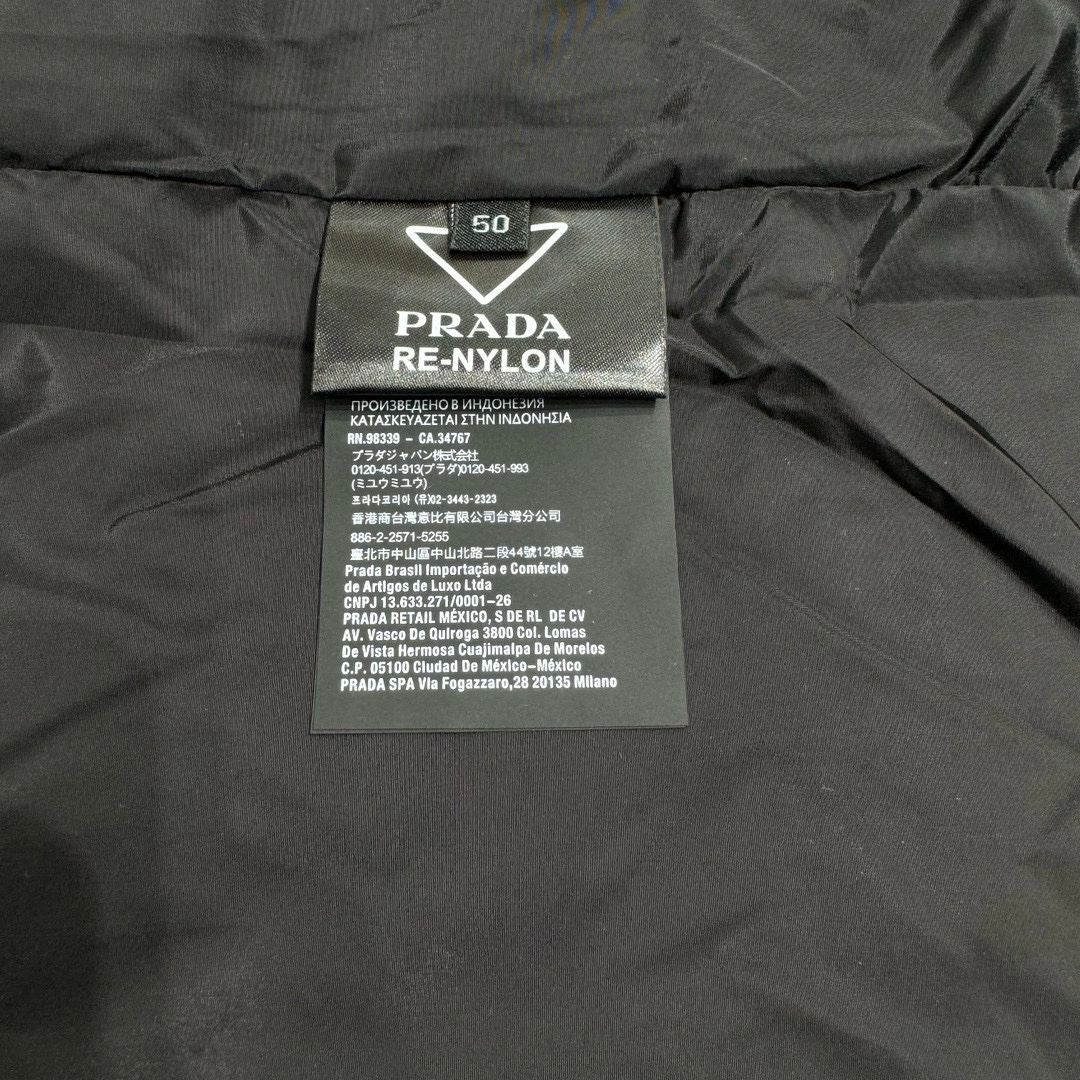 50
PRADA
RE-NYLON
ПРОИЗВЕДЕНО В ИНДОНЕЗИЯ
ΚΑΤΑΣΚΕΥΑΖΕΤΑΙ ΣΤΗΝ ΙΝΔΟΝΗΣΙΑ
RN.98339 - CA.34767
プラダジャパン株式会社
0120-451-913(プラダ)0120-451-993
(ミユウミユウ)
프라다코리아 (유)02-3443-2323
香港商台灣意比有限公司台灣分公司
886-2-2571-5255
臺北市中山區中山北路二段44號12樓A室
Prada Brasil Importação e Comércio
de Artigos de Luxo Ltda
CNPJ 13.633.271/0001-26
PRADA RETAIL MÉXICO, S DE RL DE CV
AV. Vasco De Quiroga 3800 Col. Lomas
De Vista Hermosa Cuajimalpa De Morelos
C.P. 05100 Ciudad De México-México
PRADA SPA Via Fogazzaro,28 20135 Milano